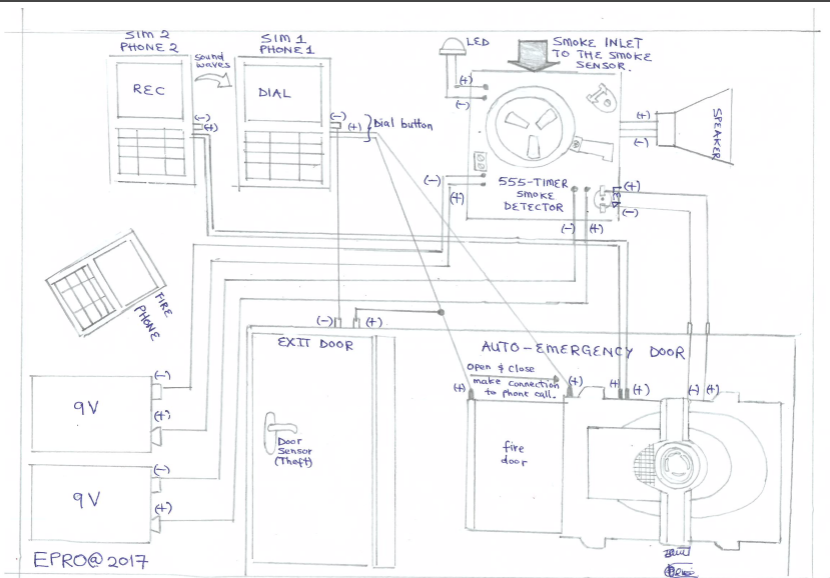 SIM 2
PHONE 2
SIM 1
PHONE 1
LED
SMOKE INLET
TO THE SMOKE
SENSOR.
Sound
waves
REC
DIAL
(-)
(+)
(-)
(+)
Dial button
(+)
(-)
(+)
(-)
SPEAKER
(-)
(+)
555-TIMER
SMOKE
DETECTOR
LED
(+)
(-)
(-)
(+)
FIRE
PHONE
(-)
(+)
EXIT DOOR
AUTO-EMERGENCY DOOR
Open & Close
make connection
to phont call.
(+)
(+)
(+)
(-)
(+)
9V
(-)
(+)
Door
Sensor
(Theft)
fire
door
9V
(-)
(+)
EPRO@2017